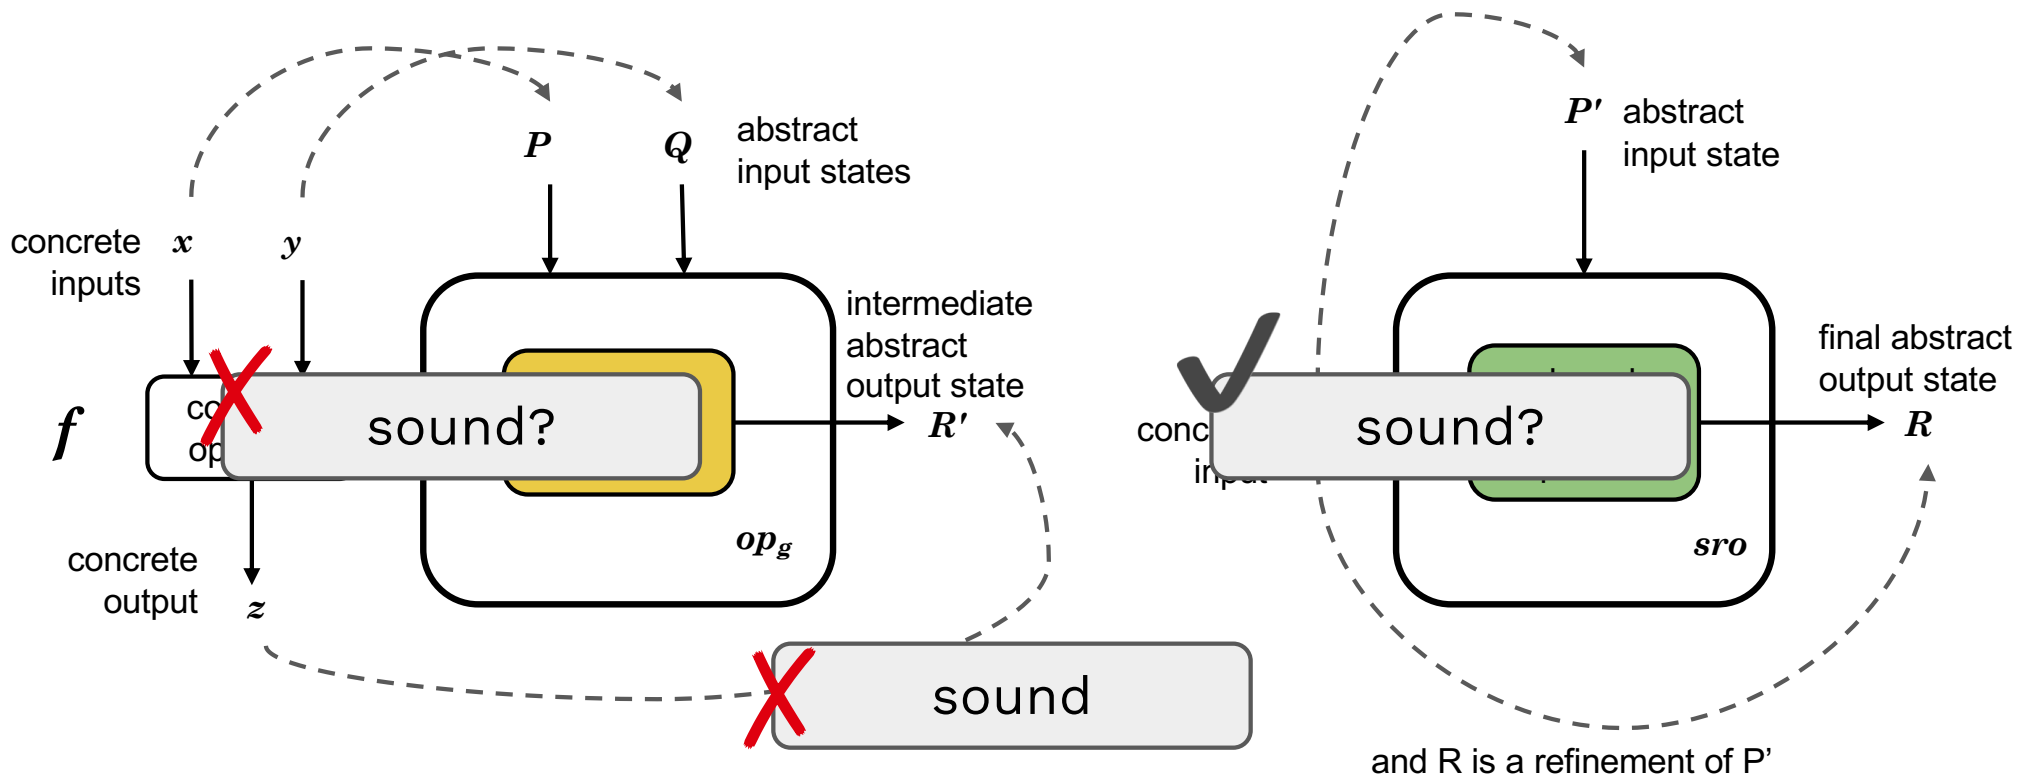 P
Q
abstract
input states
concrete
inputs
x
y
f
sound?
intermediate
abstract
output state
R'
op_g
concrete
output
z
sound
P'
abstract
input state
sound?
final abstract
output state
R
sro
and R is a refinement of P’